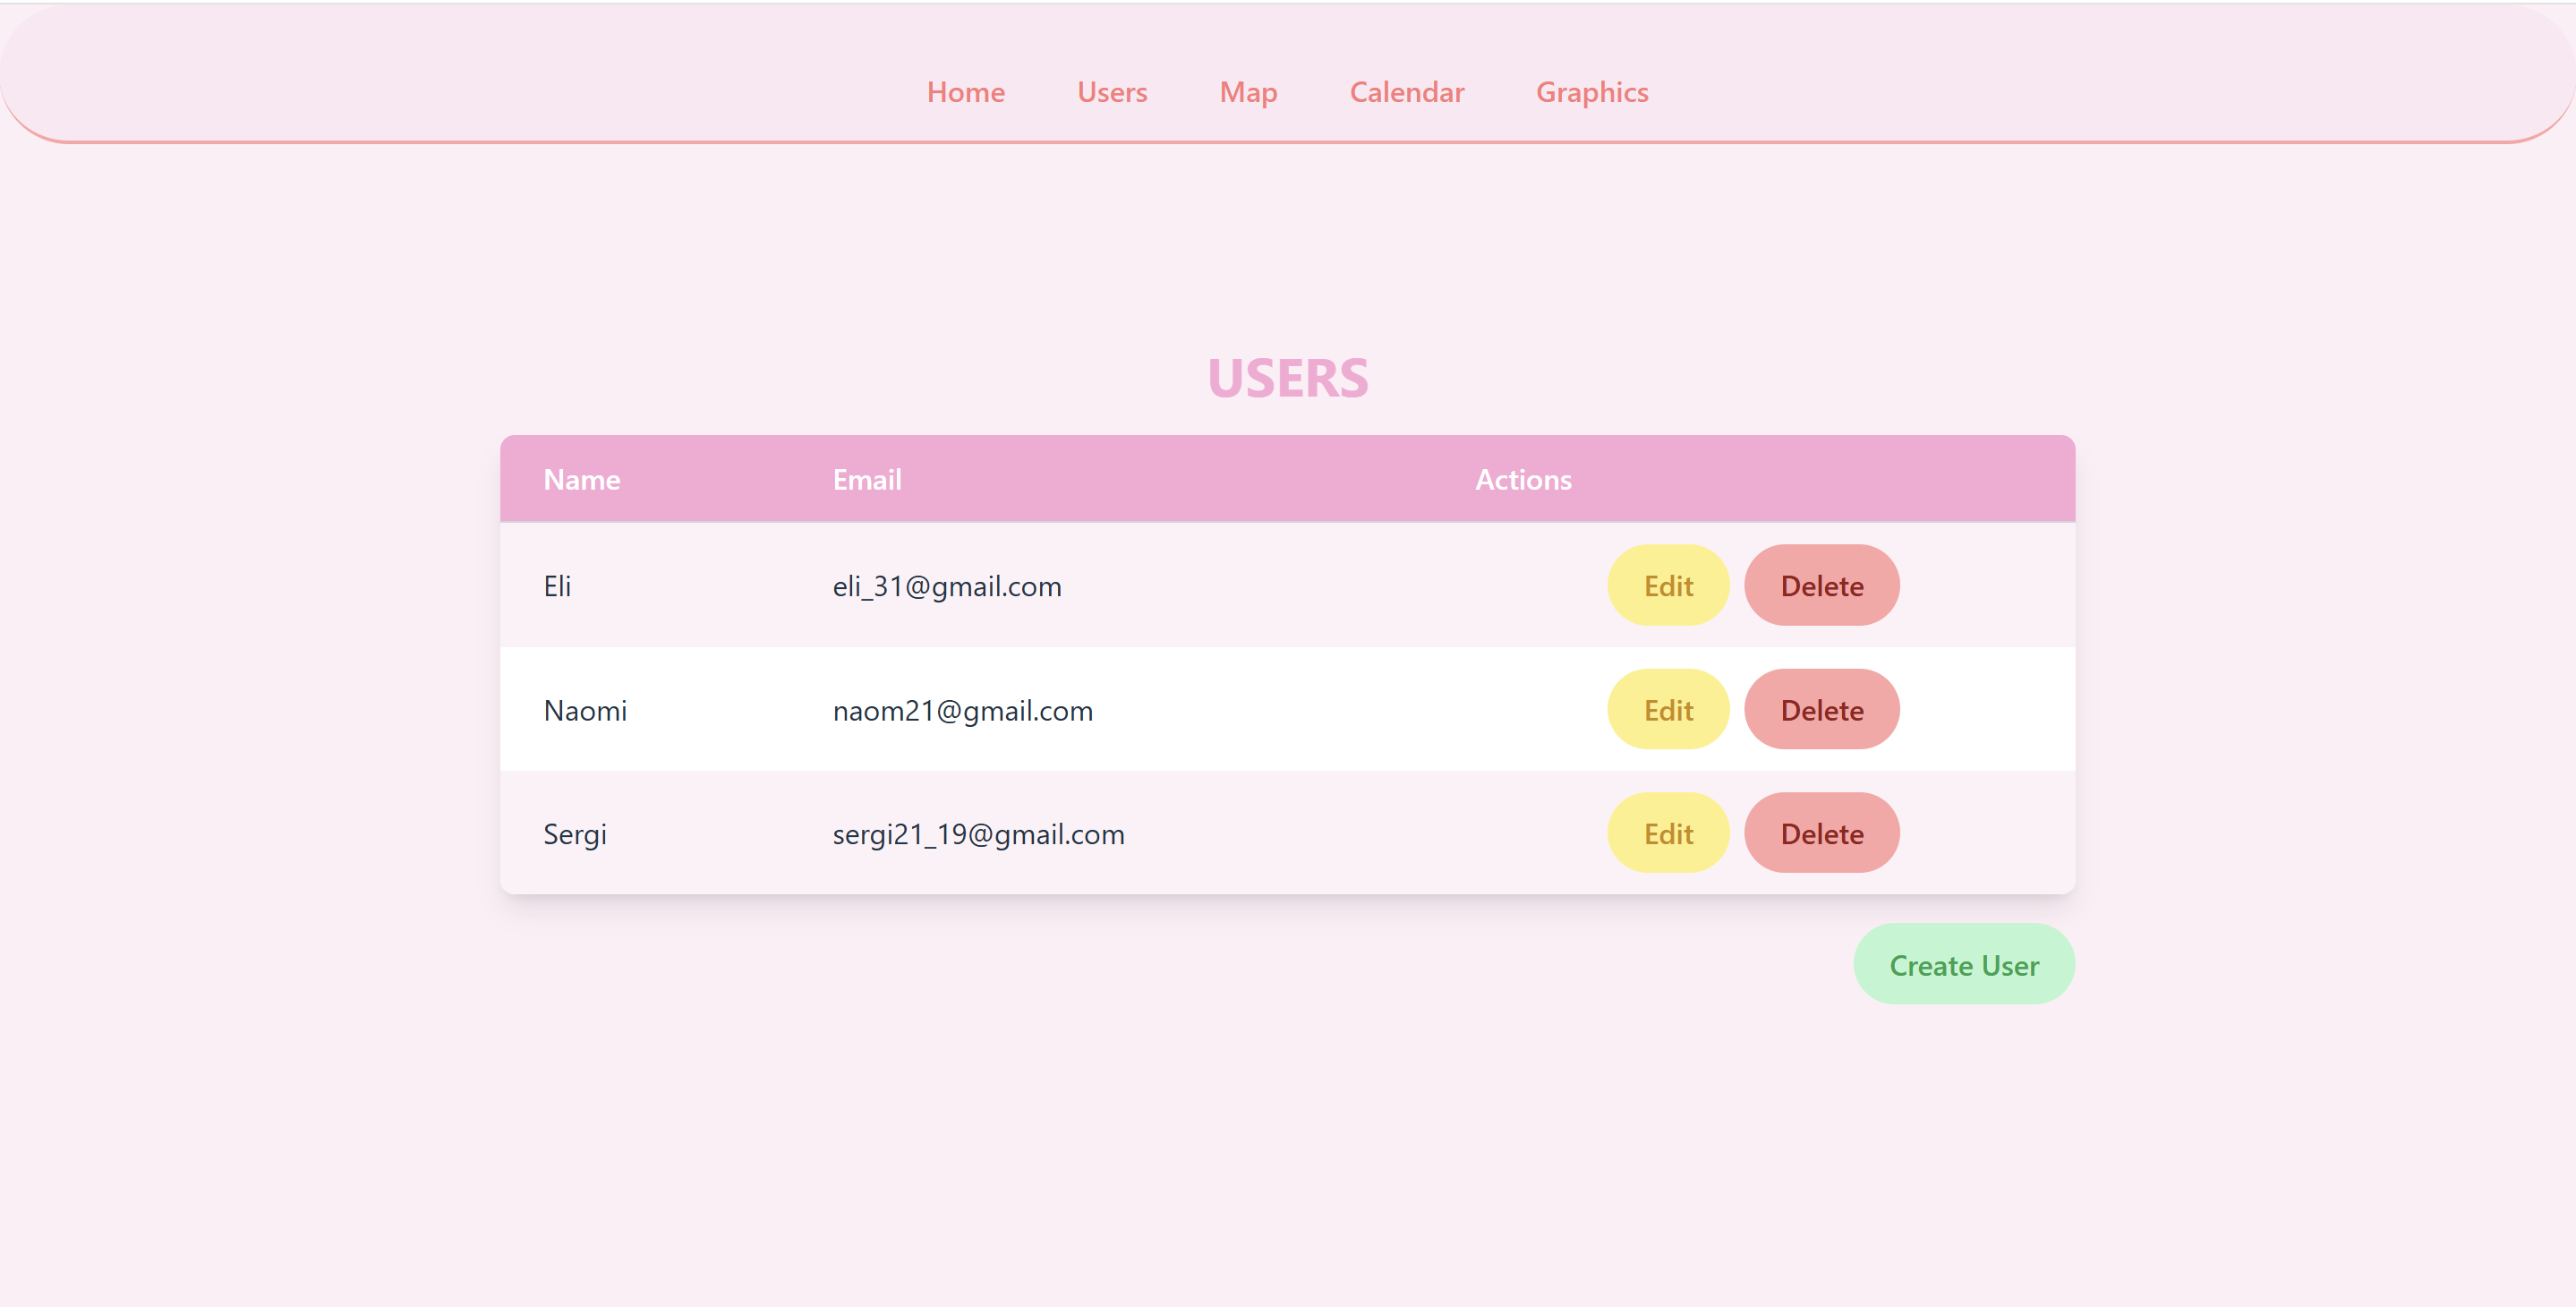 Home Users Map Calendar Graphics
USERS
Name Email Actions
Eli eli_31@gmail.com Edit Delete
Naomi naom21@gmail.com Edit Delete
Sergi sergi21_19@gmail.com Edit Delete
Create User